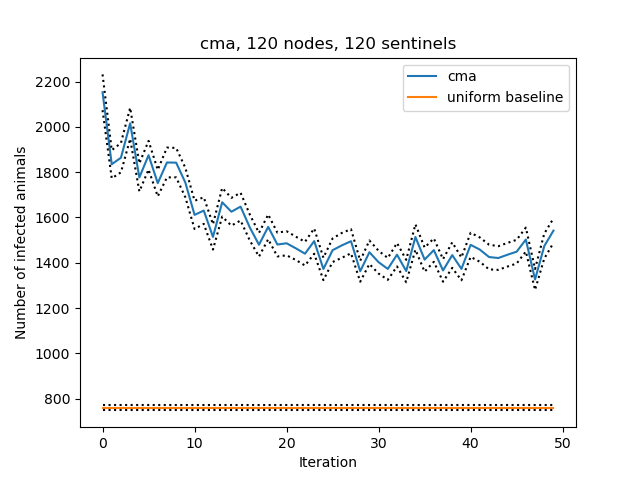 cma, 120 nodes, 120 sentinels
cma
uniform baseline
Number of infected animals
2200
2000
1800
1600
1400
1200
1000
800
0 10 20 30 40 50
Iteration